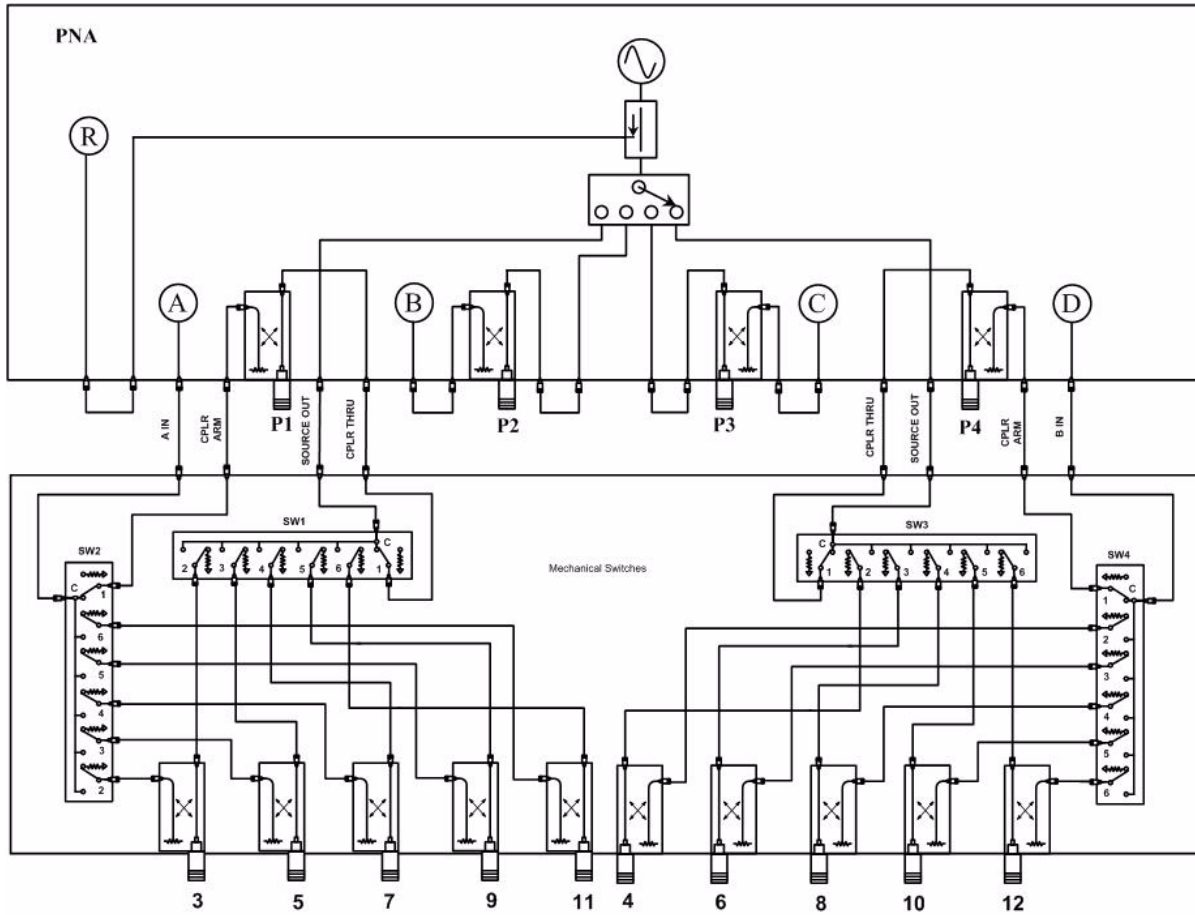 PNA
R
A
B
C
D
P1
P2
P3
P4
A IN
CPLR
ARM
SOURCE OUT
CPLR THRU
CPLR THRU
SOURCE OUT
CPLR
ARM
B IN
SW1
C
2
3
4
5
6
1
SW3
C
1
2
3
4
5
6
SW2
C
1
6
5
4
3
2
Mechanical Switches
SW4
C
1
2
3
4
5
6
3
5
7
9
11
4
6
8
10
12